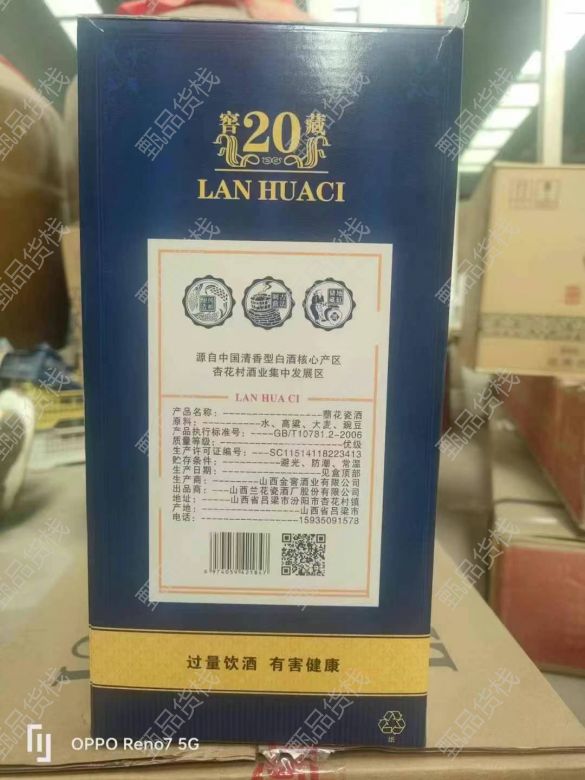 窖20藏
LAN HUACI
源自中国清香型白酒核心产区
杏花村酒业集中发展区
LAN HUA CI
产品名称：--------------------蘭花瓷酒
原料：--------------水、高粱、大麦、豌豆
产品执行标准号：----GB/T10781.2-2006
质量等级：------------------------优级
生产许可证编号：---SC11514118223413
贮存条件：--------------避光、防潮、常温
生产日期：--------------------见盒顶部
生产商：--------山西金窖酒业有限公司
出品商：----山西兰花瓷酒厂股份有限公司
地址：------山西省吕梁市汾阳市杏花村镇
产地：------------------山西省吕梁市
电话：------------------15935091578
6 974059 421847
过量饮酒 有害健康
纸
OPPO Reno7 5G
甄品货栈